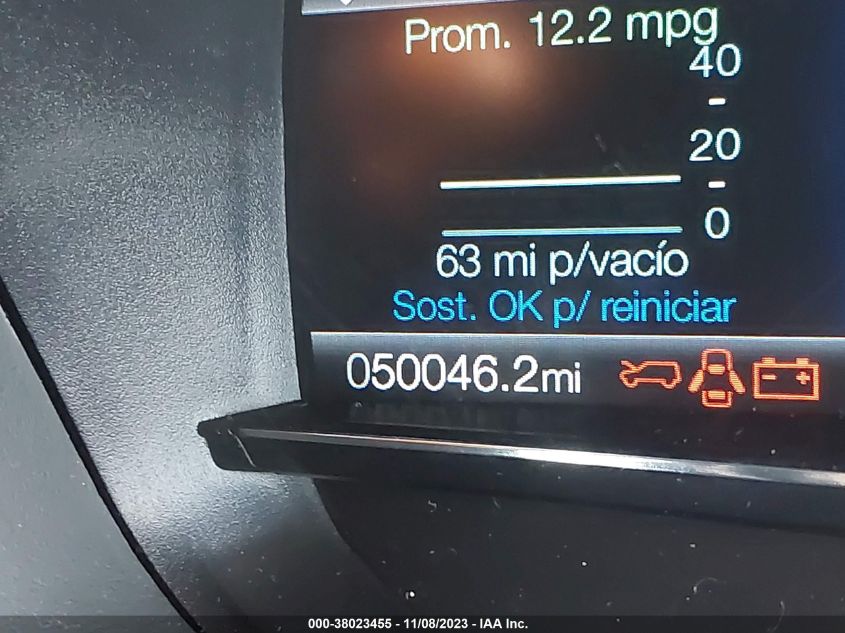 Prom. 12.2 mpg
40
-
20
-
0
63 mi p/vacío
Sost. OK p/ reiniciar
050046.2mi
000-38023455 - 11/08/2023 - IAA Inc.